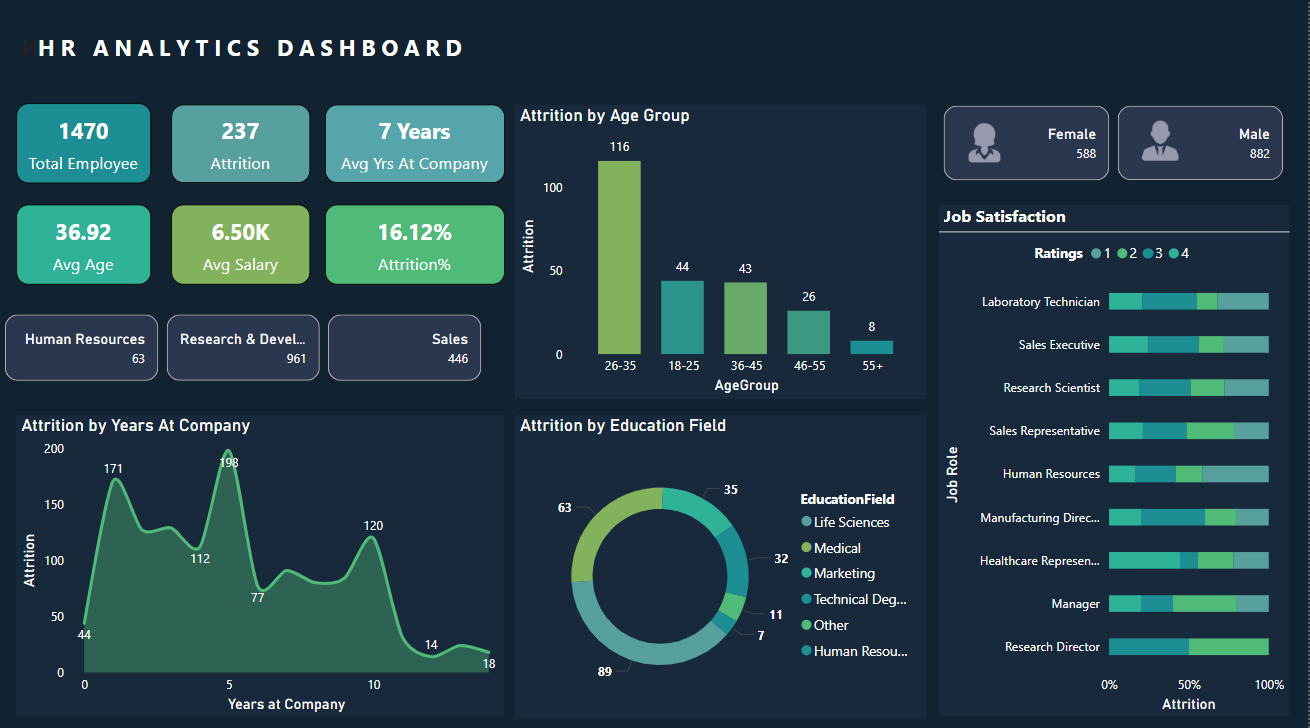 HR ANALYTICS DASHBOARD
1470
Total Employee
237
Attrition
7 Years
Avg Yrs At Company
36.92
Avg Age
6.50K
Avg Salary
16.12%
Attrition%
Human Resources
63
Research & Devel...
961
Sales
446
Attrition by Age Group
Attrition
100
50
0
116
44
43
26
8
26-35
18-25
36-45
46-55
55+
AgeGroup
Female
588
Male
882
Job Satisfaction
Ratings 1 2 3 4
Job Role
Laboratory Technician
Sales Executive
Research Scientist
Sales Representative
Human Resources
Manufacturing Direc...
Healthcare Represen...
Manager
Research Director
0% 50% 100%
Attrition
Attrition by Years At Company
Attrition
200
150
100
50
0
44
171
112
198
77
120
14
18
0 5 10
Years at Company
Attrition by Education Field
35
32
11
7
89
63
EducationField
Life Sciences
Medical
Marketing
Technical Deg...
Other
Human Resou...